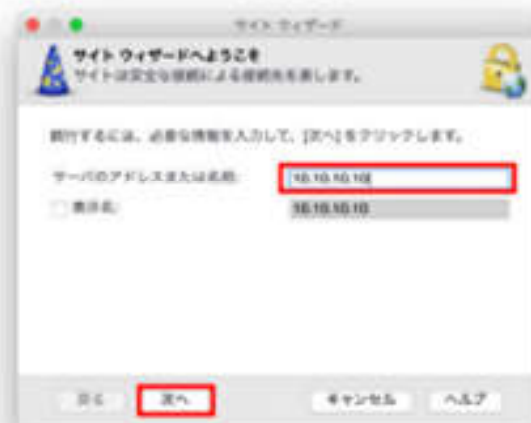 サイト ウィザード
サイト ウィザードへようこそ
サイトは安全な接続による接続先を表します。
続行するには、必要な情報を入力して、[次へ] をクリックします。
サーバのアドレスまたは名前: 10.10.10.10
表示名: 10.10.10.10
戻る 次へ キャンセル ヘルプ